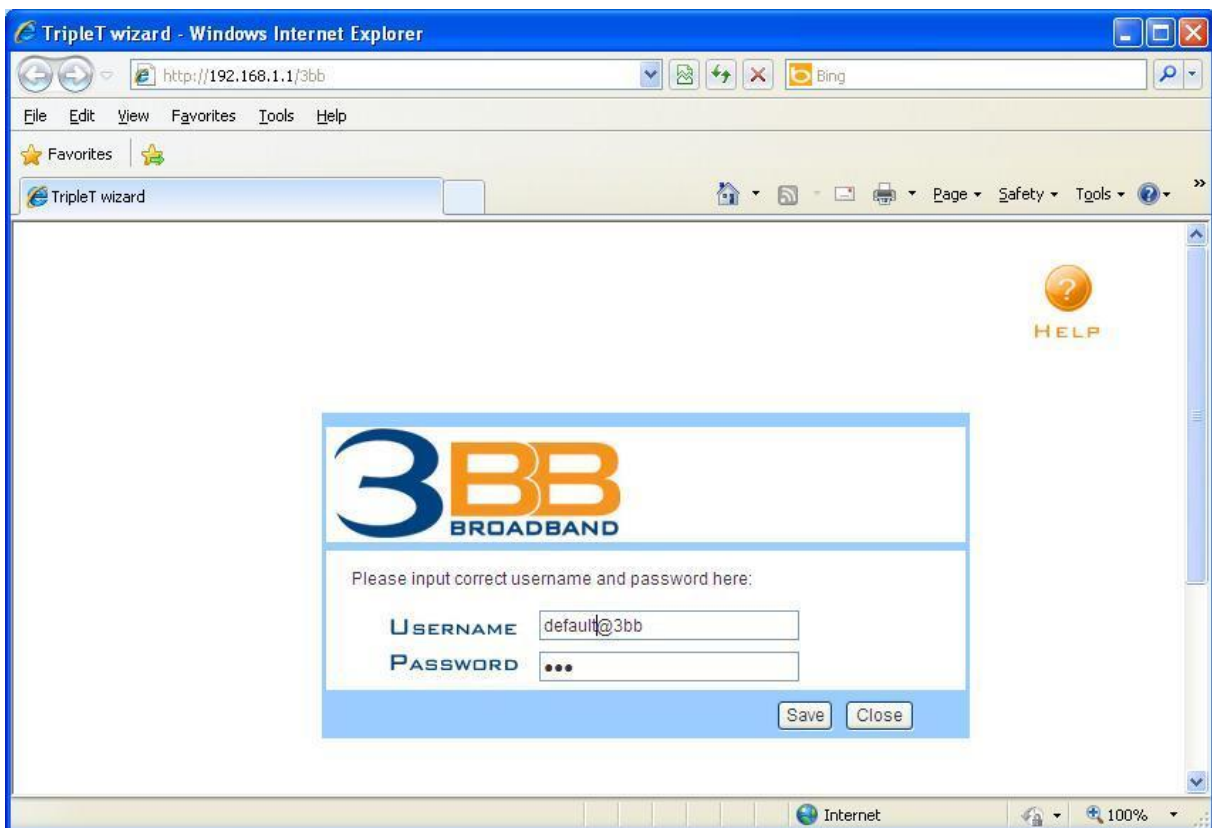 TripleT wizard - Windows Internet Explorer
http://192.168.1.1/3bb
Bing
File Edit View Favorites Tools Help
Favorites
TripleT wizard
Page Safety Tools
HELP
3BB
BROADBAND
Please input correct username and password here:
USERNAME default@3bb
PASSWORD •••
Save Close
Internet 100%